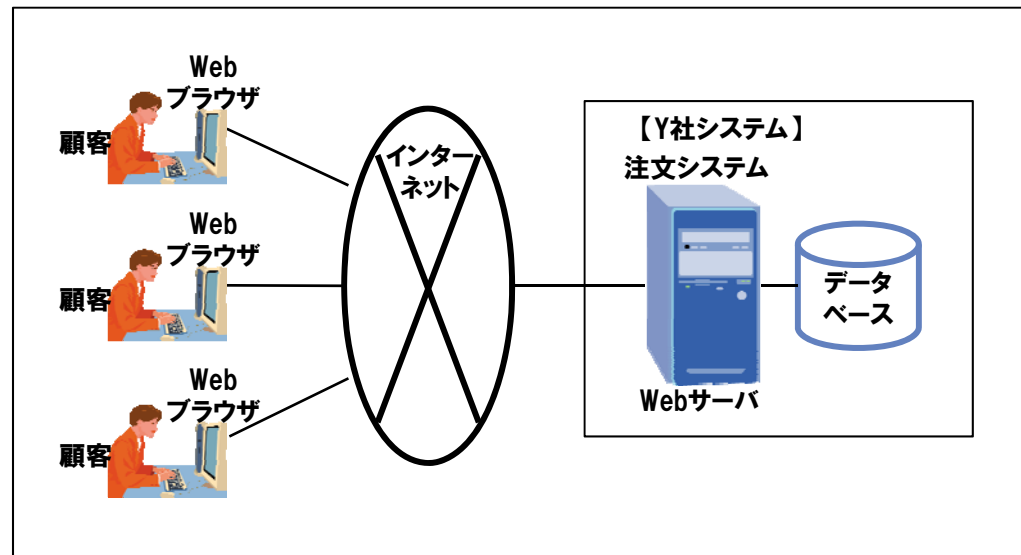 Web
ブラウザ
顧客
Web
ブラウザ
顧客
Web
ブラウザ
顧客
インター
ネット
【Y社システム】
注文システム
データ
ベース
Webサーバ